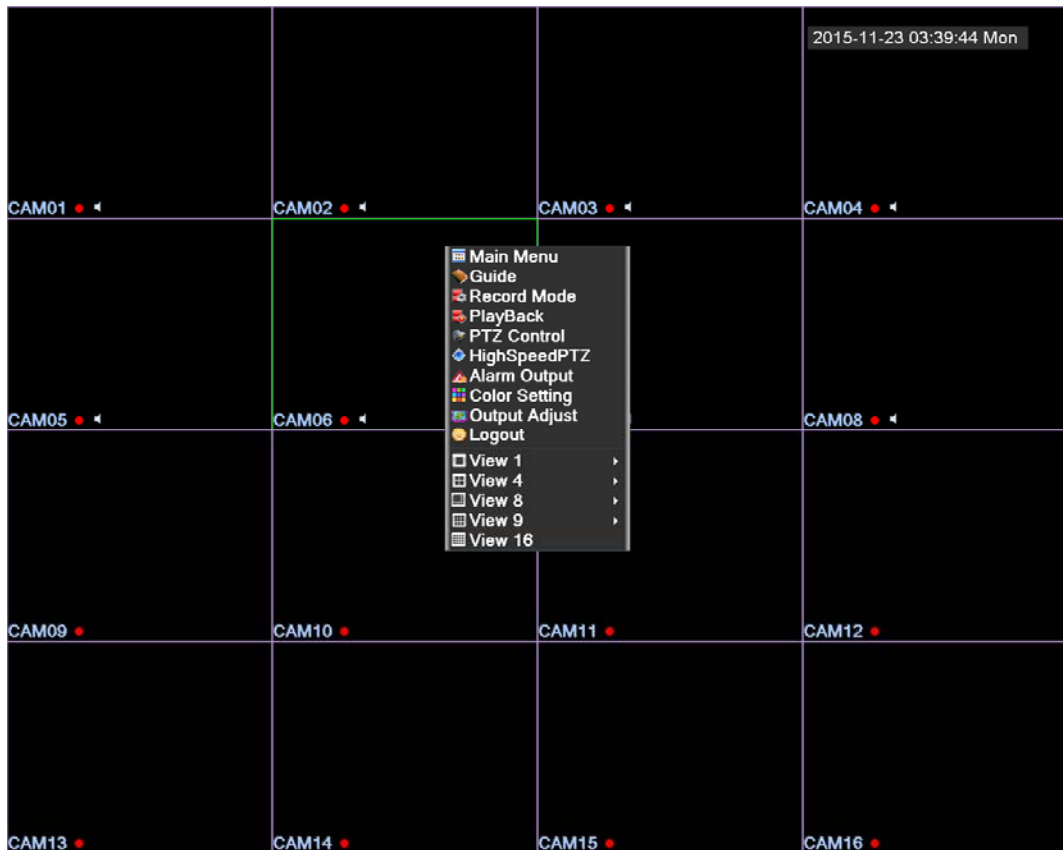 2015-11-23 03:39:44 Mon
CAM01
CAM02
CAM03
CAM04
Main Menu
Guide
Record Mode
PlayBack
PTZ Control
HighSpeedPTZ
Alarm Output
Color Setting
Output Adjust
Logout
View 1
View 4
View 8
View 9
View 16
CAM05
CAM06
CAM08
CAM09
CAM10
CAM11
CAM12
CAM13
CAM14
CAM15
CAM16